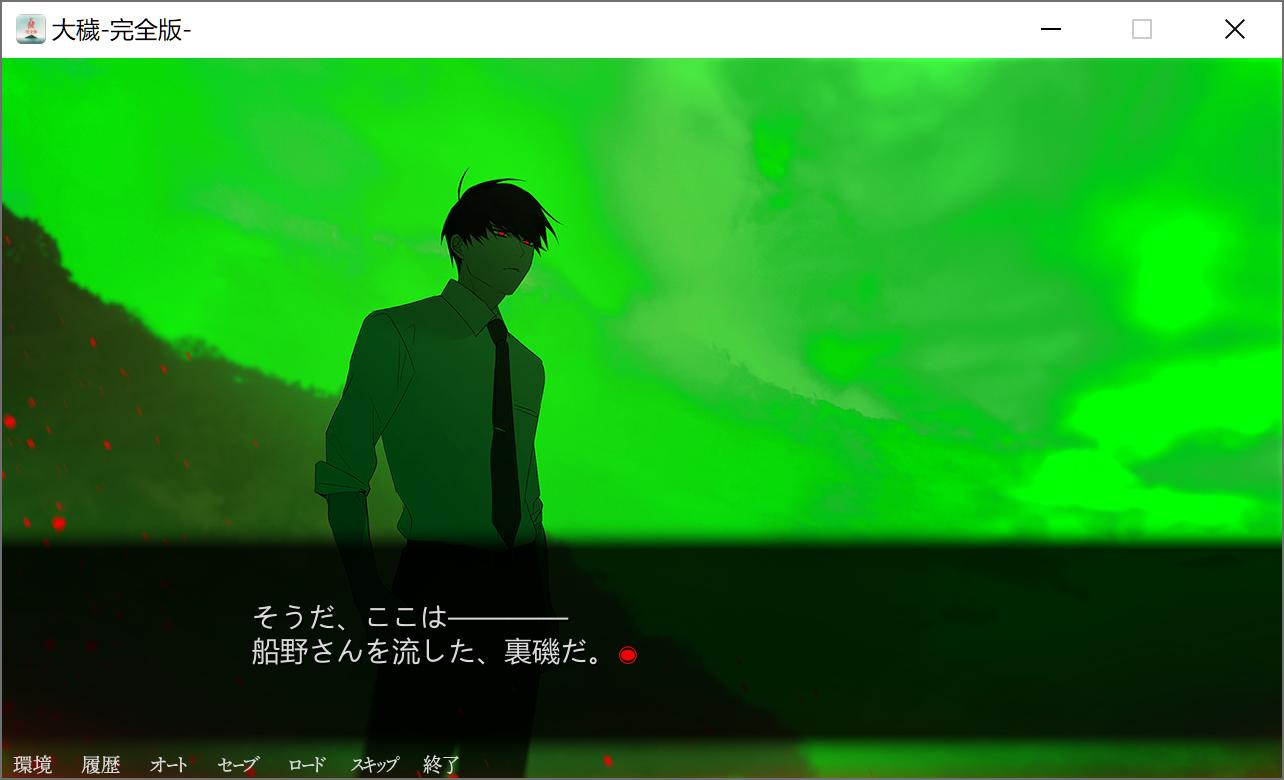 大穢-完全版-
そうだ、ここは――――
船野さんを流した、裏磯だ。
環境 履歴 オート セーブ ロード スキップ 終了